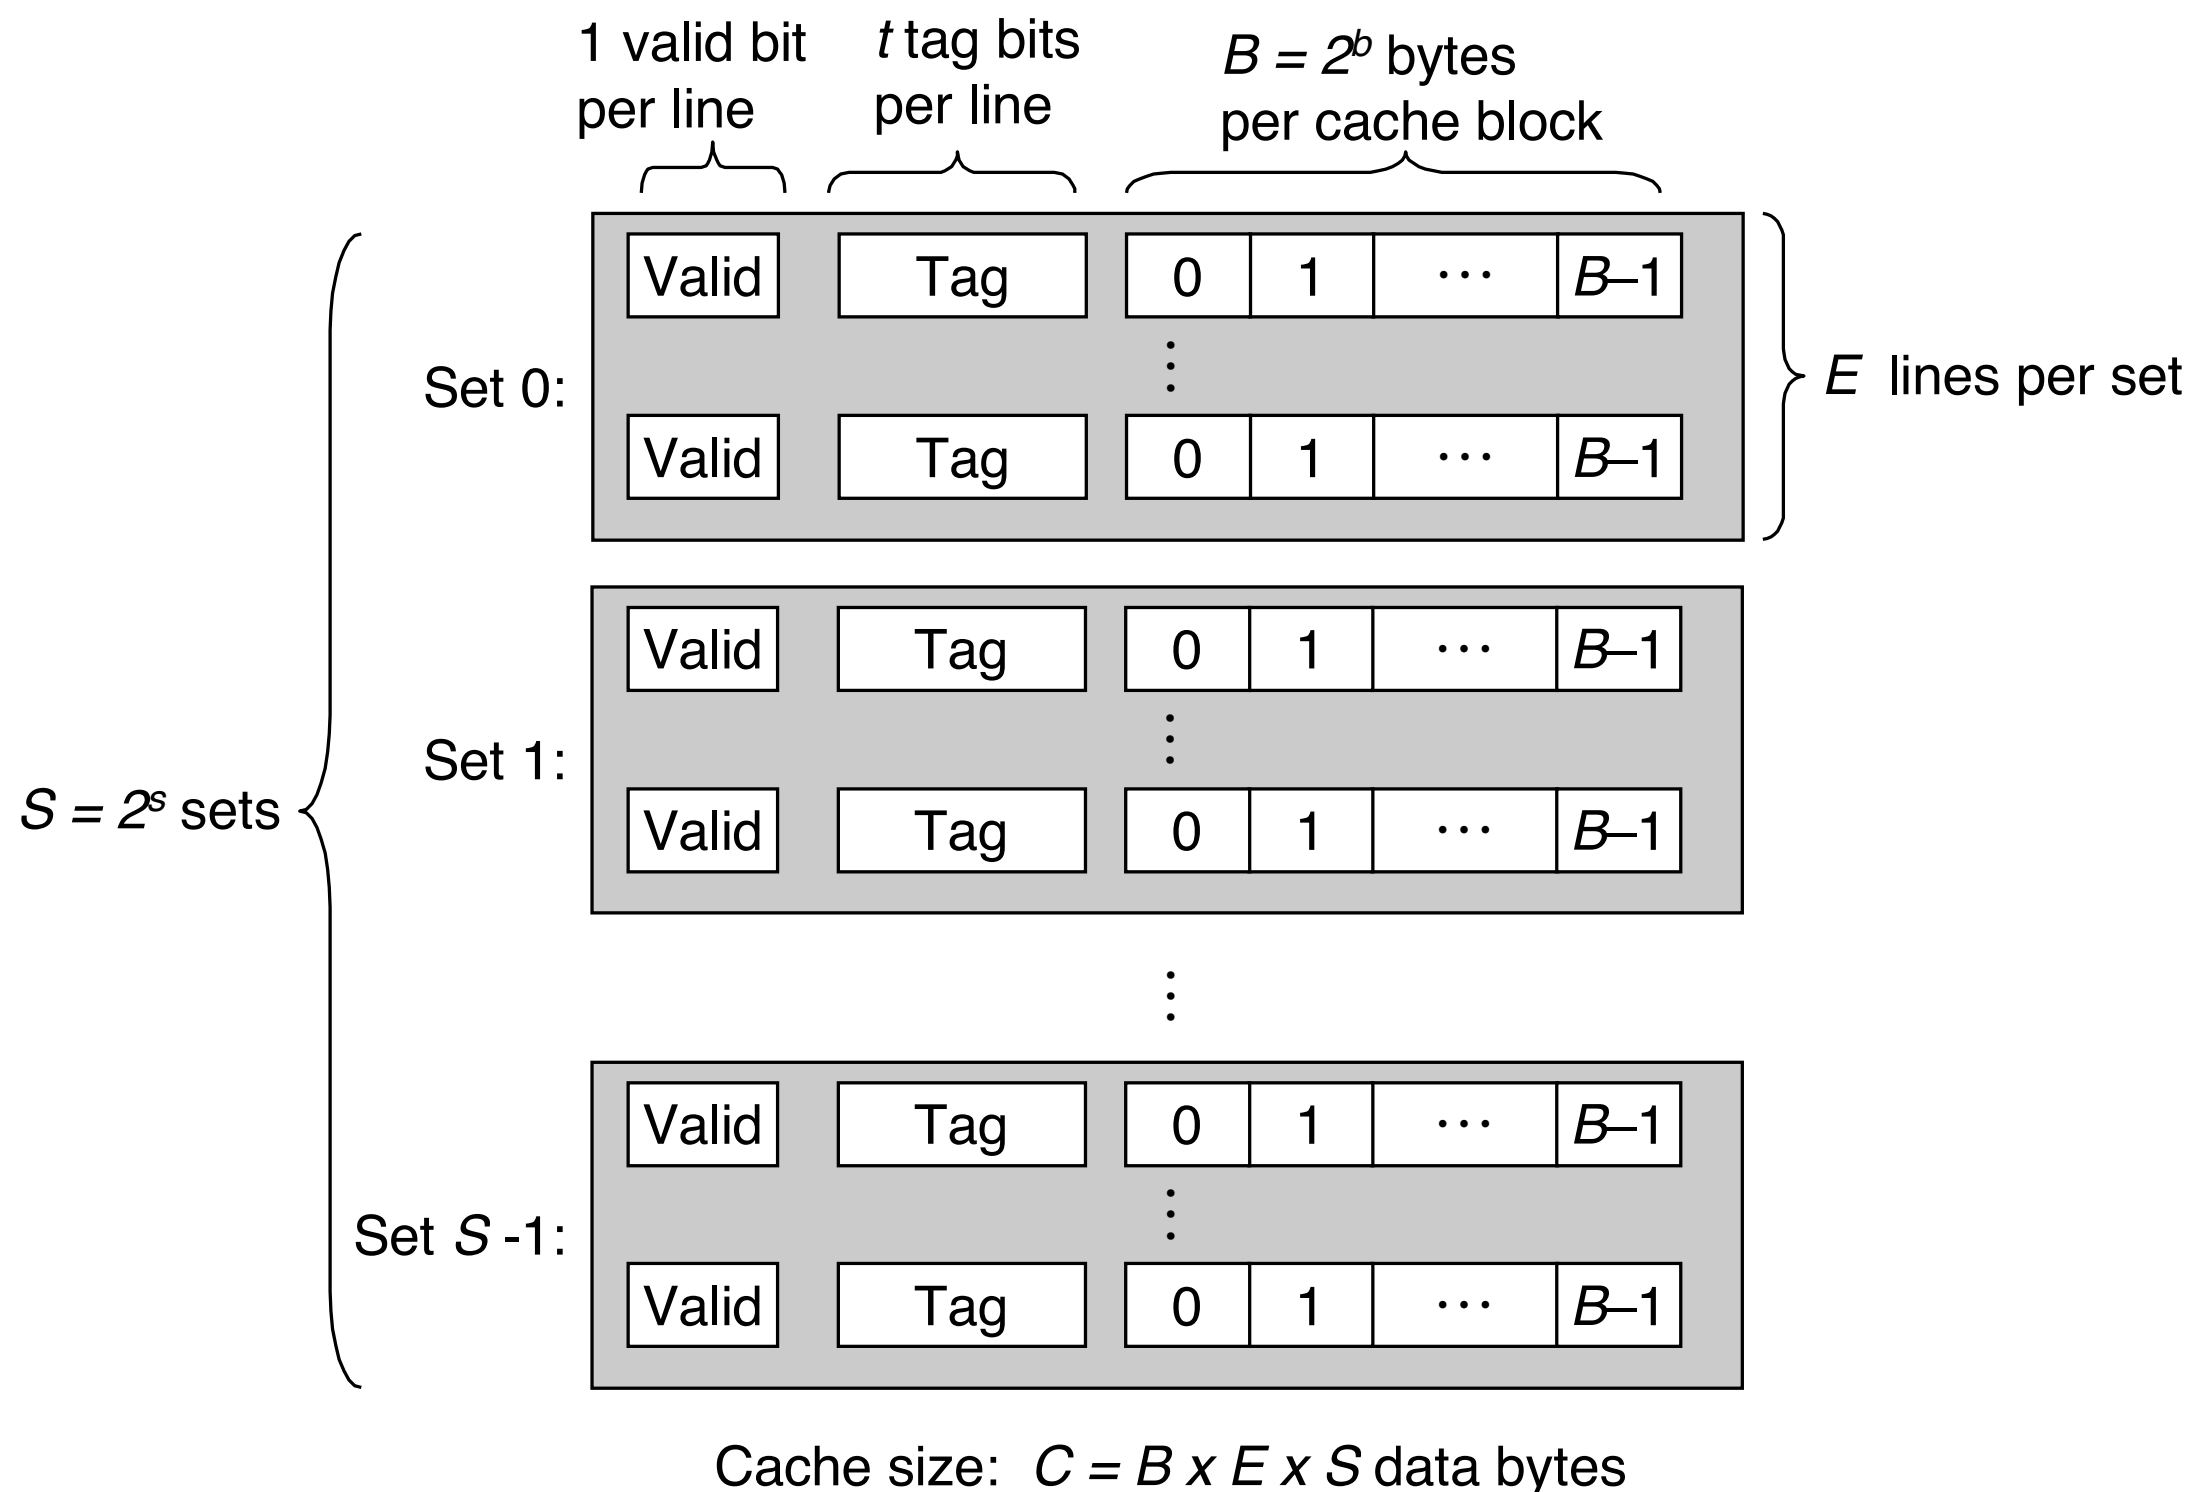 1 valid bit
per line
t tag bits
per line
B = 2^b bytes
per cache block
Valid Tag 0 1 ··· B–1
⋮
Set 0:
E lines per set
Valid Tag 0 1 ··· B–1
Valid Tag 0 1 ··· B–1
⋮
Set 1:
S = 2^s sets
Valid Tag 0 1 ··· B–1
⋮
Valid Tag 0 1 ··· B–1
⋮
Set S -1:
Valid Tag 0 1 ··· B–1
Cache size: C = B x E x S data bytes